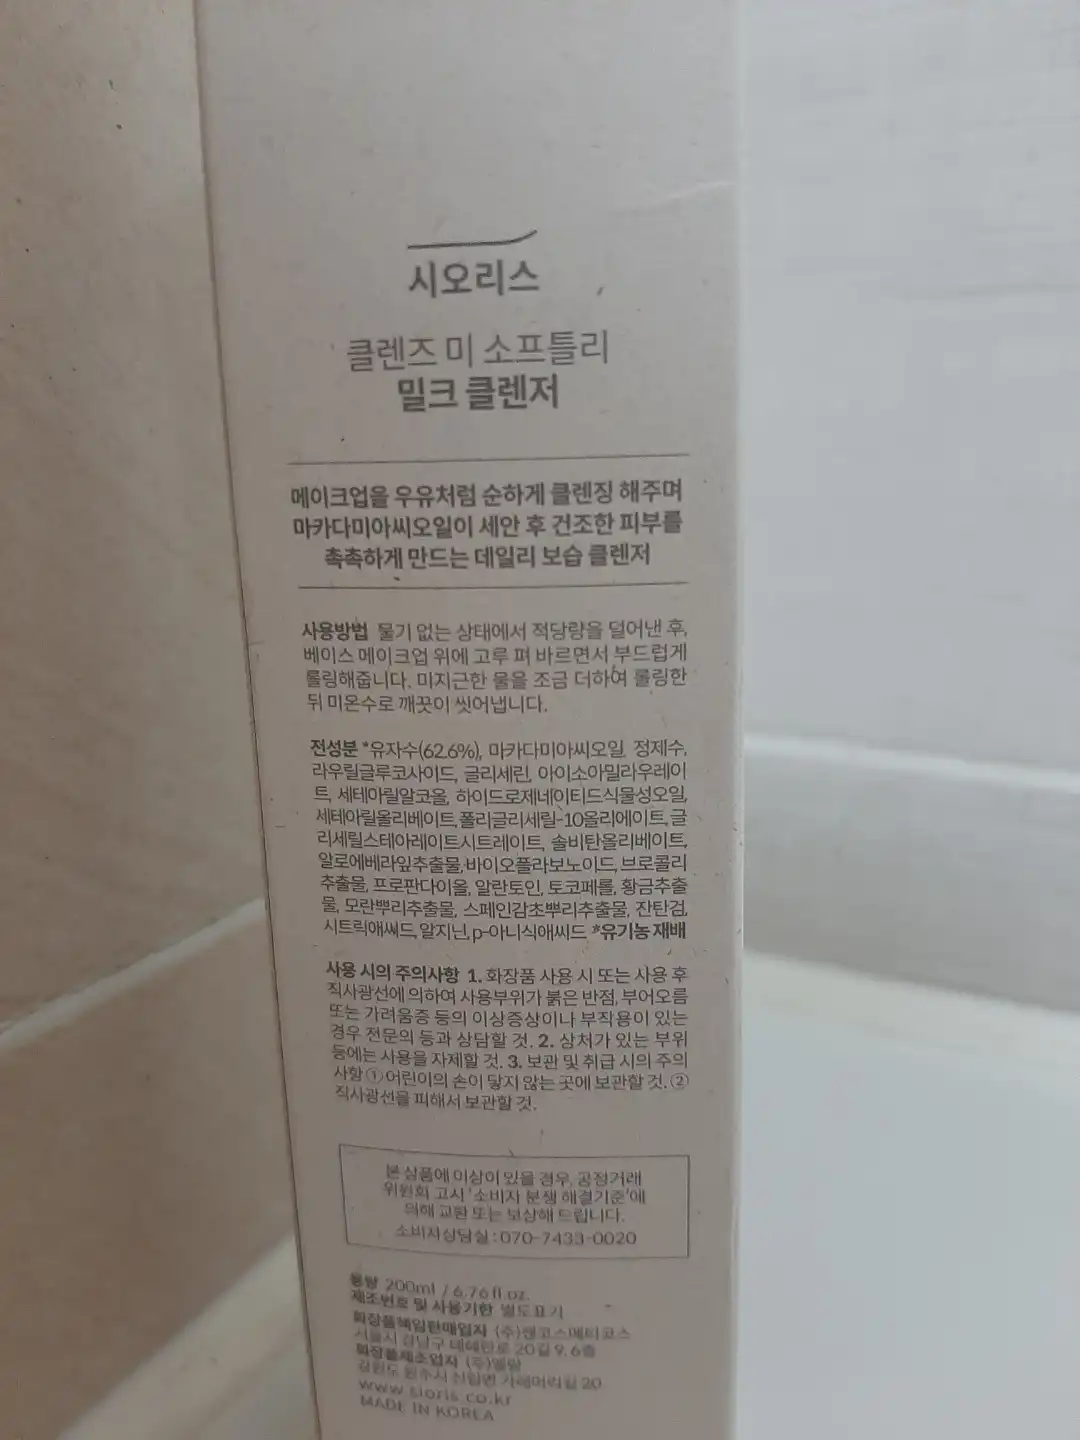 시오리스
클렌즈 미 소프틀리
밀크 클렌저
메이크업을 우유처럼 순하게 클렌징 해주며
마카다미아씨오일이 세안 후 건조한 피부를
촉촉하게 만드는 데일리 보습 클렌저
사용방법 물기 없는 상태에서 적당량을 덜어낸 후,
베이스 메이크업 위에 고루 펴 바르면서 부드럽게
롤링해줍니다. 미지근한 물을 조금 더하여 롤링한
뒤 미온수로 깨끗이 씻어냅니다.
전성분 *유자수(62.6%), 마카다미아씨오일, 정제수,
라우릴글루코사이드, 글리세린, 아이소아밀라우레이
트, 세테아릴알코올, 하이드로제네이티드식물성오일,
세테아릴올리베이트, 폴리글리세릴-10올리에이트, 글
리세릴스테아레이트시트레이트, 솔비탄올리베이트,
알로에베라잎추출물, 바이오플라보노이드, 브로콜리
추출물, 프로판다이올, 알란토인, 토코페롤, 황금추출
물, 모란뿌리추출물, 스페인감초뿌리추출물, 잔탄검,
시트릭애씨드, 알지닌, p-아니식애씨드 *유기농 재배
사용 시의 주의사항 1. 화장품 사용 시 또는 사용 후
직사광선에 의하여 사용부위가 붉은 반점, 부어오름
또는 가려움증 등의 이상증상이나 부작용이 있는
경우 전문의 등과 상담할 것. 2. 상처가 있는 부위
등에는 사용을 자제할 것. 3. 보관 및 취급 시의 주의
사항 ① 어린이의 손이 닿지 않는 곳에 보관할 것. ②
직사광선을 피해서 보관할 것.
본 상품에 이상이 있을 경우, 공정거래
위원회 고시 '소비자 분쟁 해결기준'에
의해 교환 또는 보상해 드립니다.
소비자상담실 : 070-7433-0020
용량 200ml / 6.76 fl.oz.
제조번호 및 사용기한 별도표기
화장품책임판매업자 (주)젠코스메티코스
서울시 강남구 테헤란로 20길 9, 6층
화장품제조업자 (주)
강원도 원주시 20
www.sioris.co.kr
MADE IN KOREA